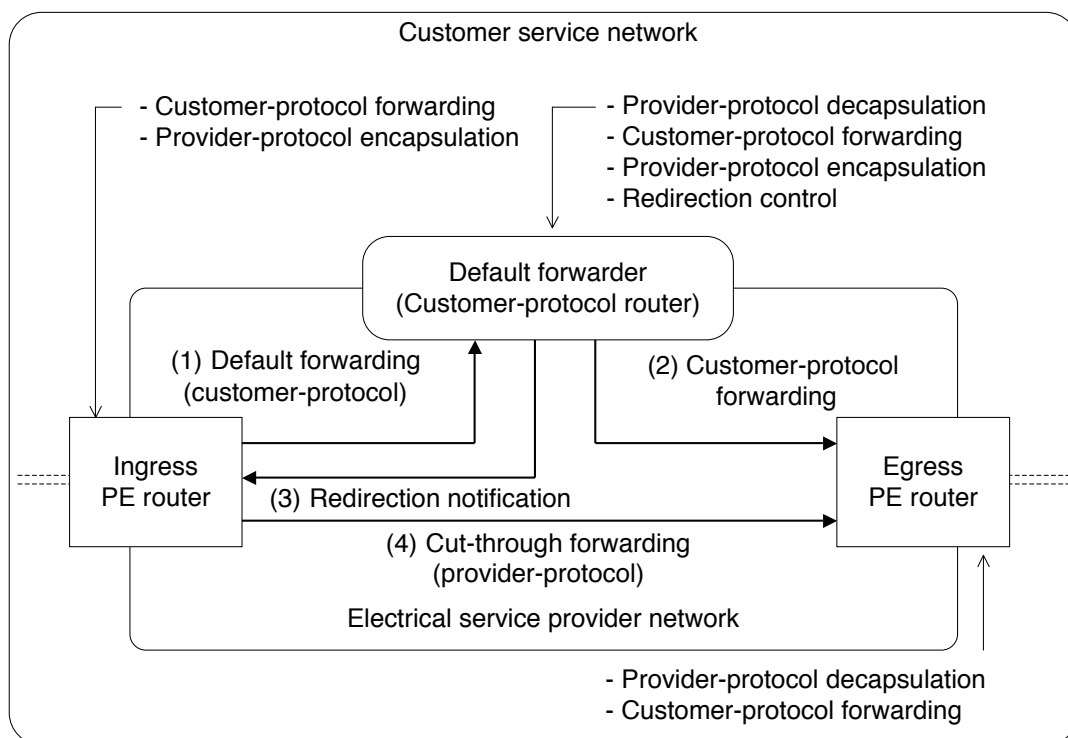 Customer service network
- Customer-protocol forwarding
- Provider-protocol encapsulation
- Provider-protocol decapsulation
- Customer-protocol forwarding
- Provider-protocol encapsulation
- Redirection control
Default forwarder
(Customer-protocol router)
(1) Default forwarding
(customer-protocol)
(2) Customer-protocol
forwarding
Ingress
PE router
Egress
PE router
(3) Redirection notification
(4) Cut-through forwarding
(provider-protocol)
Electrical service provider network
- Provider-protocol decapsulation
- Customer-protocol forwarding